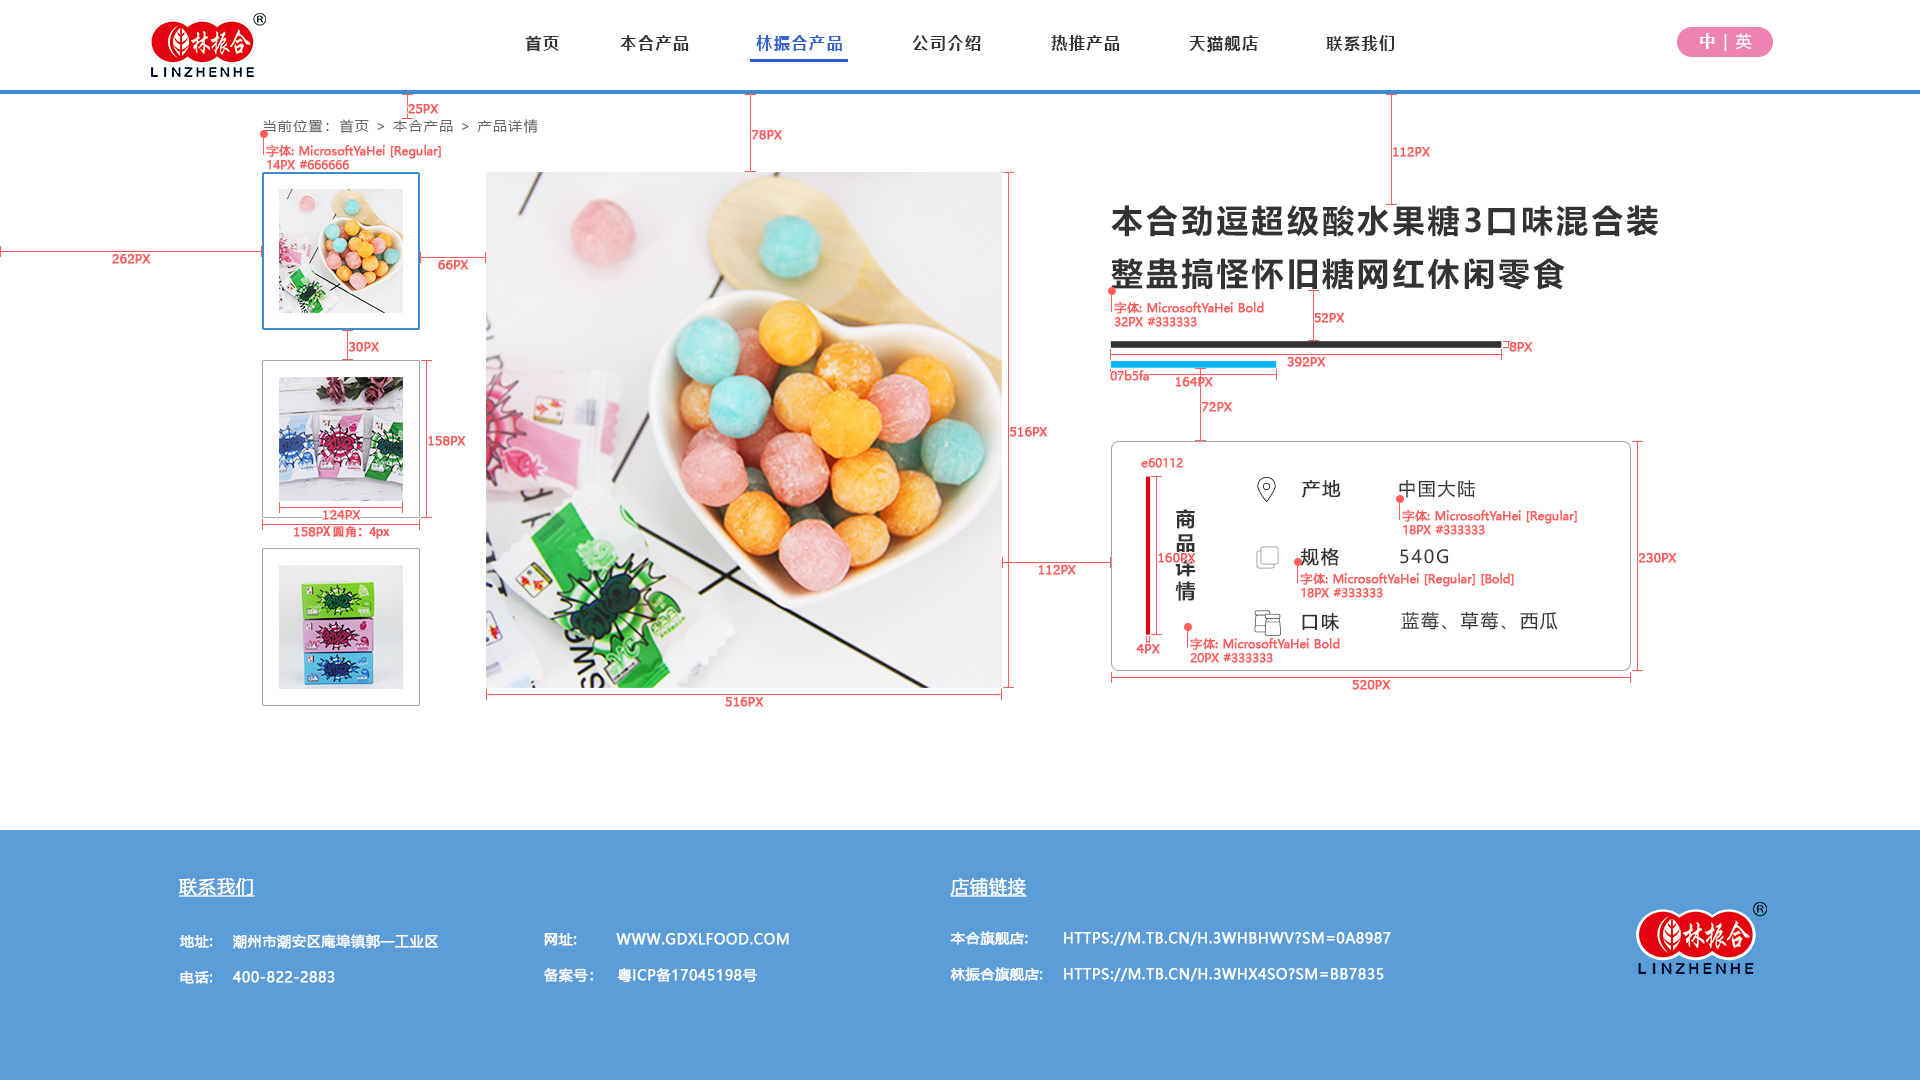 林振合 ®
LINZHENHE
首页 本合产品 林振合产品 公司介绍 热推产品 天猫舰店 联系我们
中 | 英
25PX
78PX
112PX
当前位置：首页 > 本合产品 > 产品详情
字体: MicrosoftYaHei [Regular]
14PX #666666
262PX
66PX
30PX
158PX
124PX
158PX 圆角：4px
516PX
516PX
112PX
本合劲逗超级酸水果糖3口味混合装
整蛊搞怪怀旧糖网红休闲零食
字体: MicrosoftYaHei Bold
32PX #333333
52PX
8PX
392PX
07b5fa
164PX
72PX
e60112
160PX
4PX
商品详情
产地 中国大陆
字体: MicrosoftYaHei [Regular]
18PX #333333
规格 540G
字体: MicrosoftYaHei [Regular] [Bold]
18PX #333333
口味 蓝莓、草莓、西瓜
字体: MicrosoftYaHei Bold
20PX #333333
230PX
520PX
联系我们
地址: 潮州市潮安区庵埠镇郭一工业区
电话: 400-822-2883
网址: WWW.GDXLFOOD.COM
备案号： 粤ICP备17045198号
店铺链接
本合旗舰店: HTTPS://M.TB.CN/H.3WHBHWV?SM=0A8987
林振合旗舰店: HTTPS://M.TB.CN/H.3WHX4SO?SM=BB7835
林振合 ®
LINZHENHE